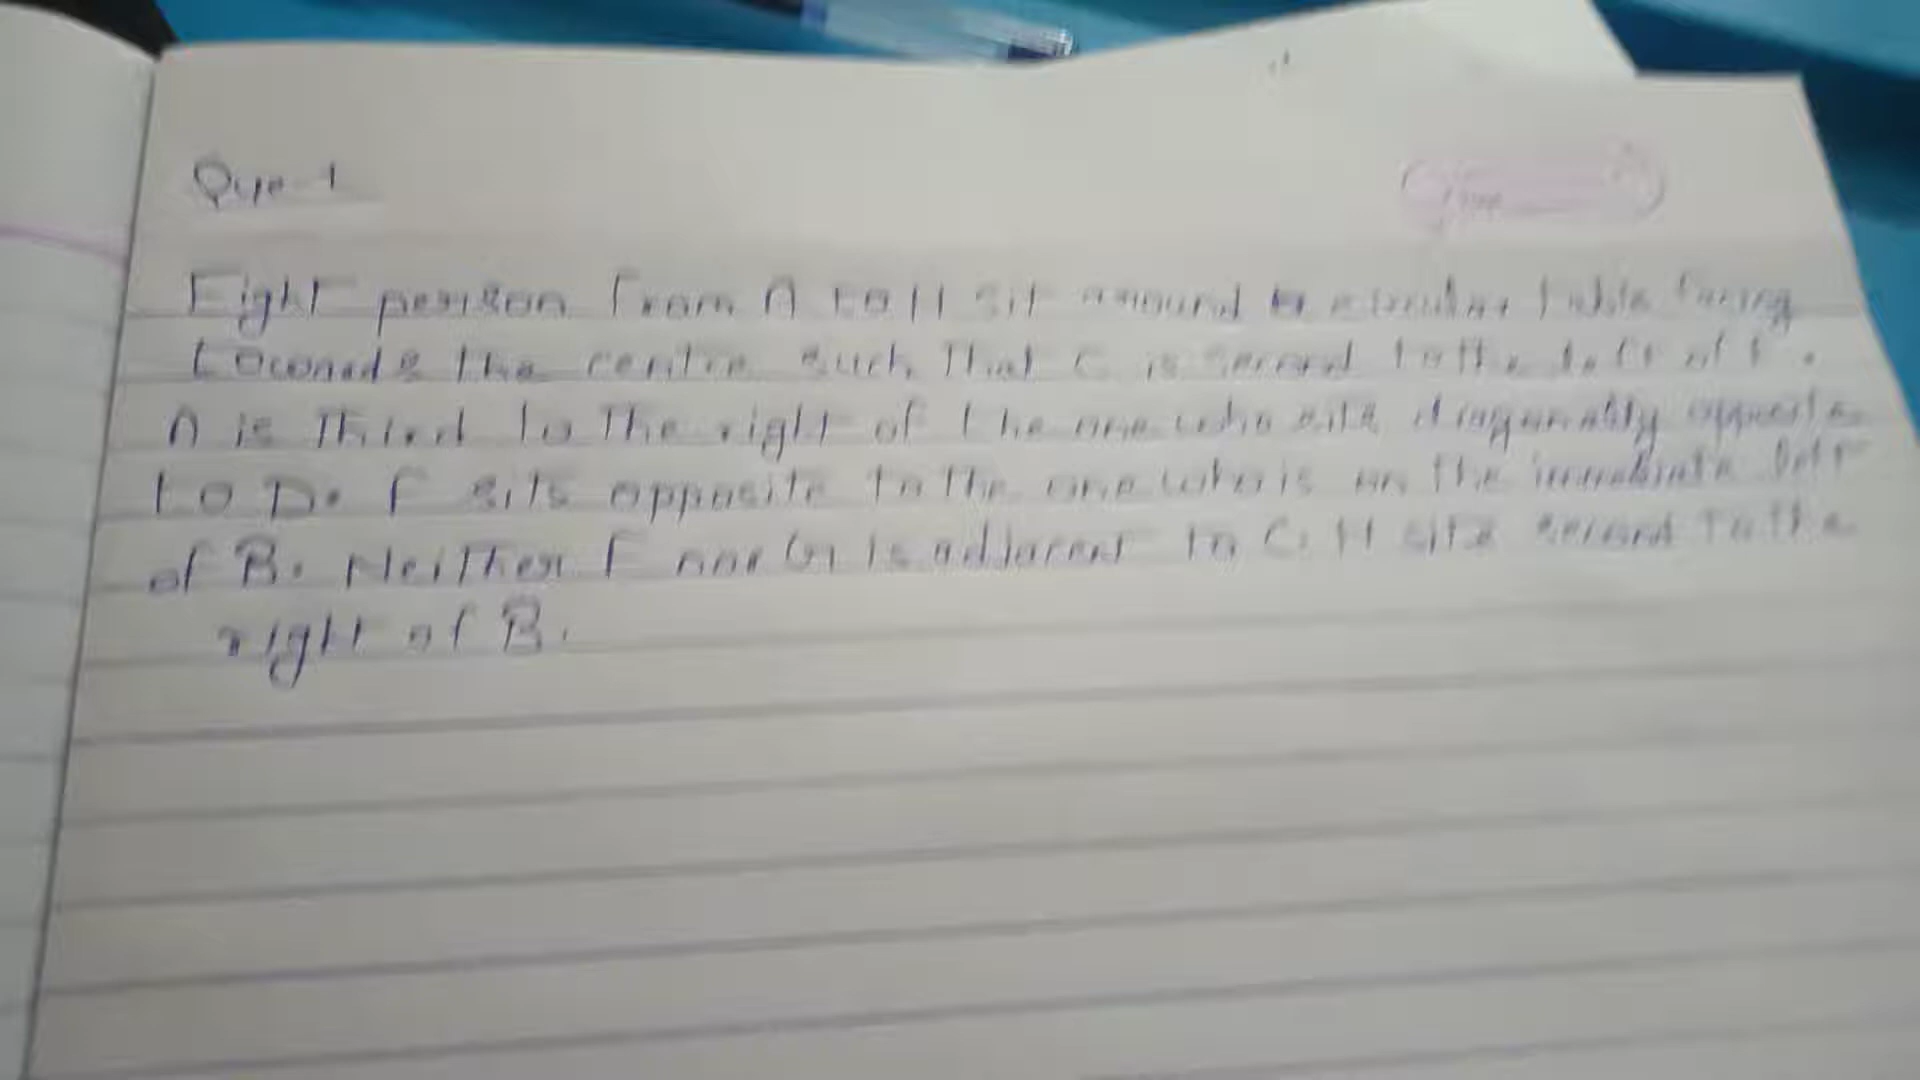 Que-1
Eight person from A to H sit around a circular table facing
towards the centre such that C is second to the left of
A is third to the right of the one who sits diagonally opposite
to D. F sits opposite to the one who is on the immediate left
of B. Neither F nor G is adjacent to C. H sits second to the
right of B.